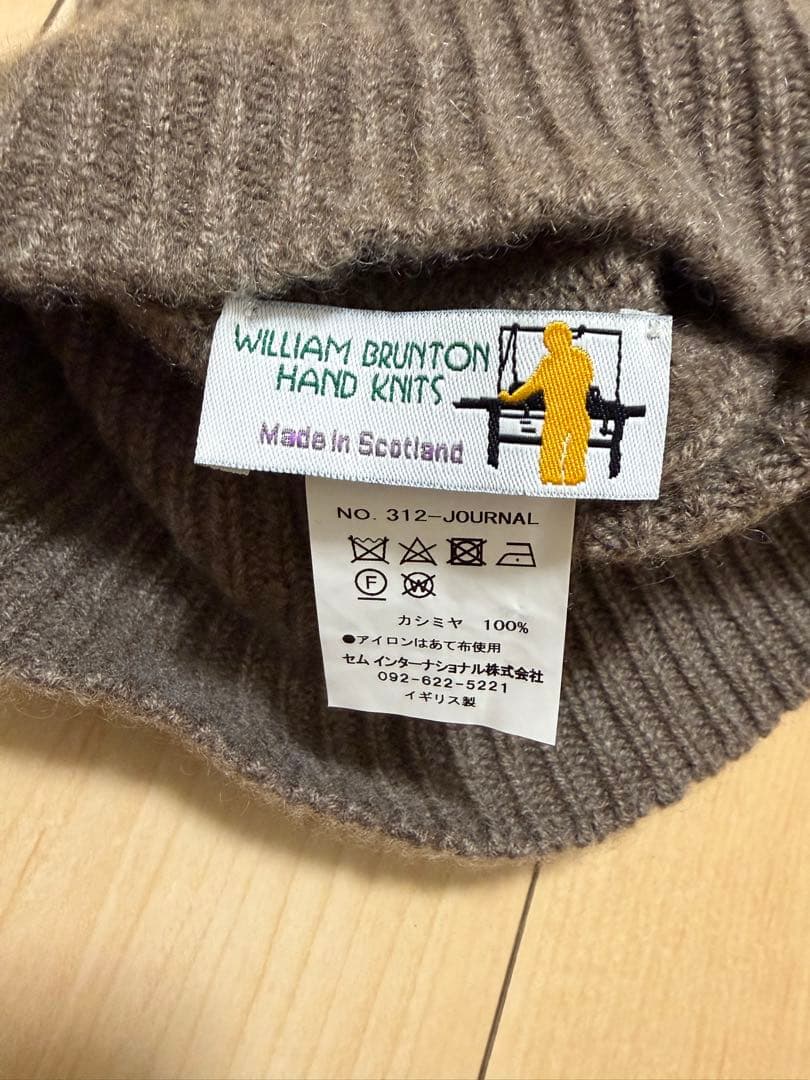 WILLIAM BRUNTON
HAND KNITS
Made in Scotland
NO. 312-JOURNAL
F W
カシミヤ 100%
●アイロンはあて布使用
セム インターナショナル株式会社
092-622-5221
イギリス製